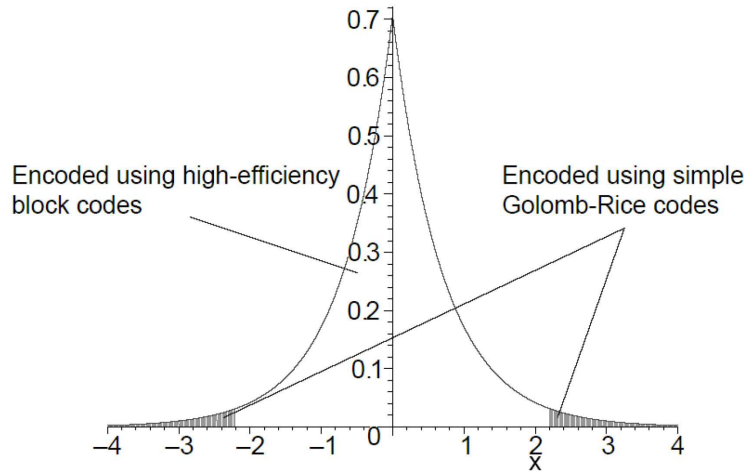 0.7
0.6
0.5
Encoded using high-efficiency
block codes
Encoded using simple
Golomb-Rice codes
0.4
0.3
0.2
0.1
–4 –3 –2 –1 0 1 2 3 4
x